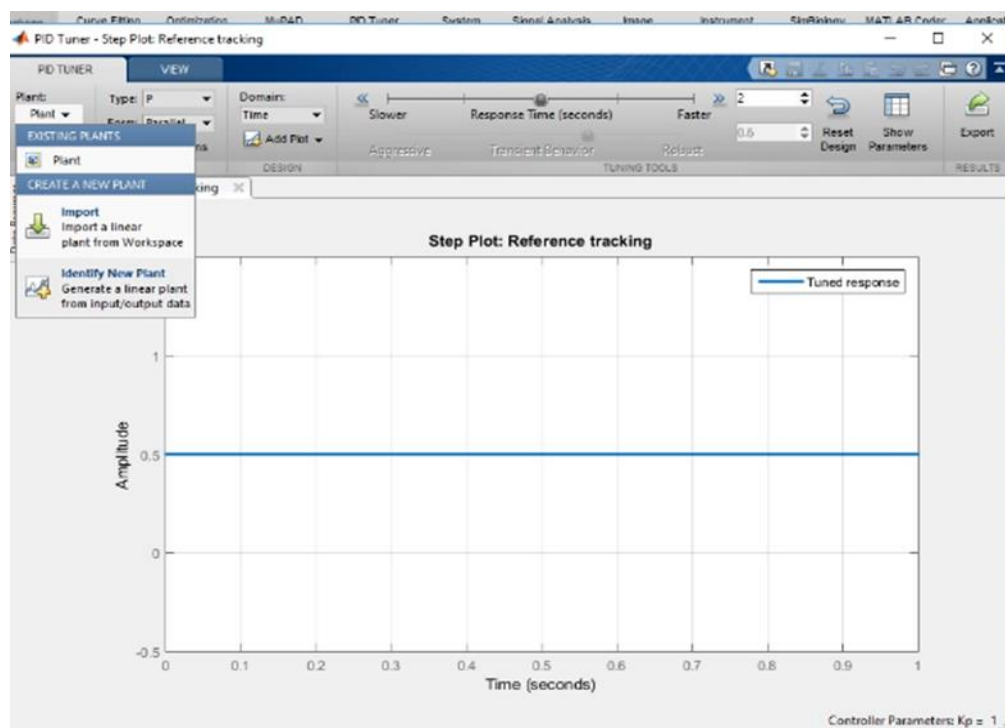 Curve Fitting Optimization MuPAD PID Tuner System Signal Analysis Image Instrument SimBiology MATLAB Coder
PID Tuner - Step Plot: Reference tracking
PID TUNER VIEW
Plant: Type: P Domain: 2
Plant Form: Parallel Time Slower Response Time (seconds) Faster
EXISTING PLANTS Add Plot 0.6 Reset Design Show Parameters Export
Plant Aggressive Transient Behavior Robust
DESIGN TUNING TOOLS RESULTS
CREATE A NEW PLANT
Import
Import a linear
plant from Workspace
Identify New Plant
Generate a linear plant
from input/output data
Step Plot: Reference tracking
Tuned response
1
0.5
0
-0.5
Amplitude
0 0.1 0.2 0.3 0.4 0.5 0.6 0.7 0.8 0.9 1
Time (seconds)
Controller Parameters: Kp = 1